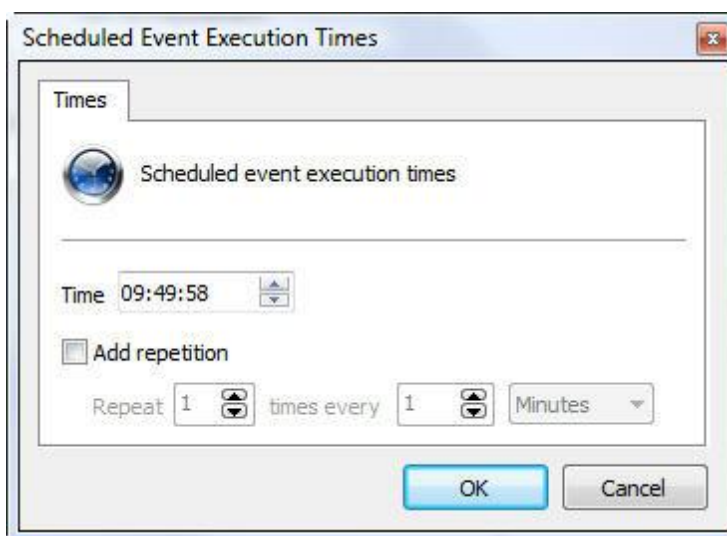 Scheduled Event Execution Times
Times
Scheduled event execution times
Time 09:49:58
Add repetition
Repeat 1 times every 1 Minutes
OK Cancel